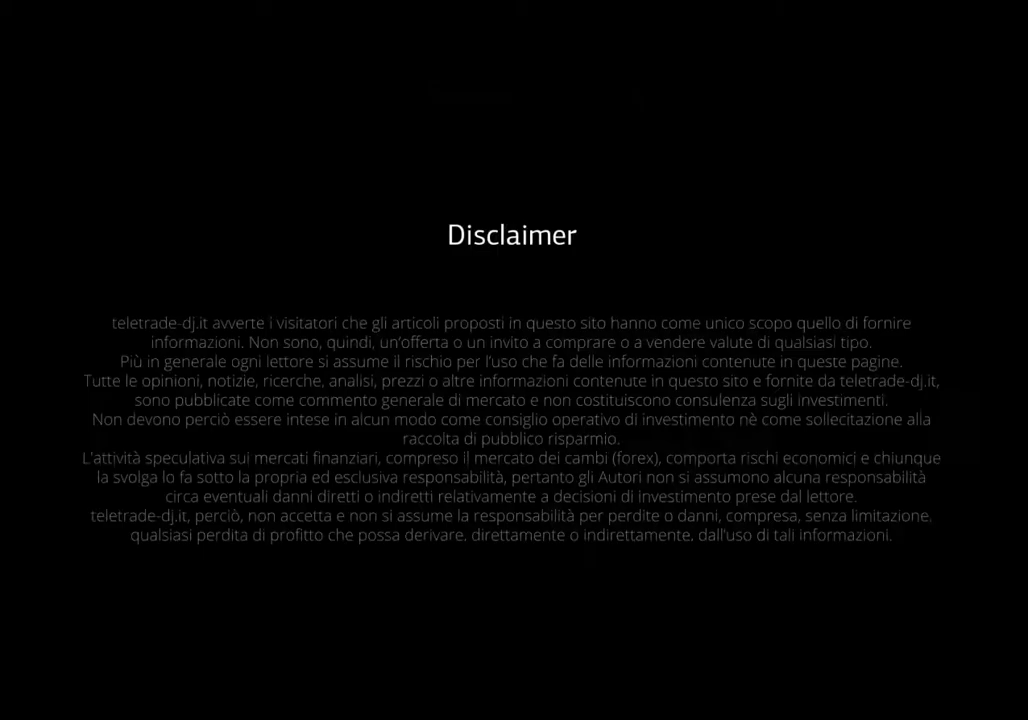 Disclaimer
teletrade-dj.it avverte i visitatori che gli articoli proposti in questo sito hanno come unico scopo quello di fornire
informazioni. Non sono, quindi, un'offerta o un invito a comprare o a vendere valute di qualsiasi tipo.
Più in generale ogni lettore si assume il rischio per l'uso che fa delle informazioni contenute in queste pagine.
Tutte le opinioni, notizie, ricerche, analisi, prezzi o altre informazioni contenute in questo sito e fornite da teletrade-dj.it,
sono pubblicate come commento generale di mercato e non costituiscono consulenza sugli investimenti.
Non devono perciò essere intese in alcun modo come consiglio operativo di investimento nè come sollecitazione alla
raccolta di pubblico risparmio.
L'attività speculativa sui mercati finanziari, compreso il mercato dei cambi (forex), comporta rischi economici e chiunque
la svolga lo fa sotto la propria ed esclusiva responsabilità, pertanto gli Autori non si assumono alcuna responsabilità
circa eventuali danni diretti o indiretti relativamente a decisioni di investimento prese dal lettore.
teletrade-dj.it, perciò, non accetta e non si assume la responsabilità per perdite o danni, compresa, senza limitazione,
qualsiasi perdita di profitto che possa derivare, direttamente o indirettamente, dall'uso di tali informazioni.